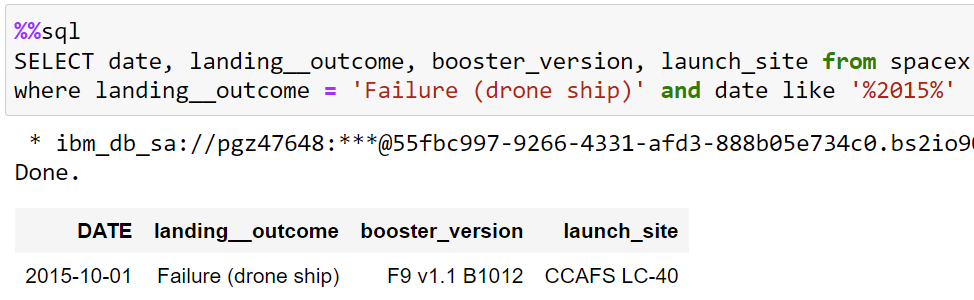 %%sql
SELECT date, landing__outcome, booster_version, launch_site from spacex
where landing__outcome = 'Failure (drone ship)' and date like '%2015%'
* ibm_db_sa://pgz47648:***@55fbc997-9266-4331-afd3-888b05e734c0.bs2io90
Done.
DATE landing__outcome booster_version launch_site
2015-10-01 Failure (drone ship) F9 v1.1 B1012 CCAFS LC-40